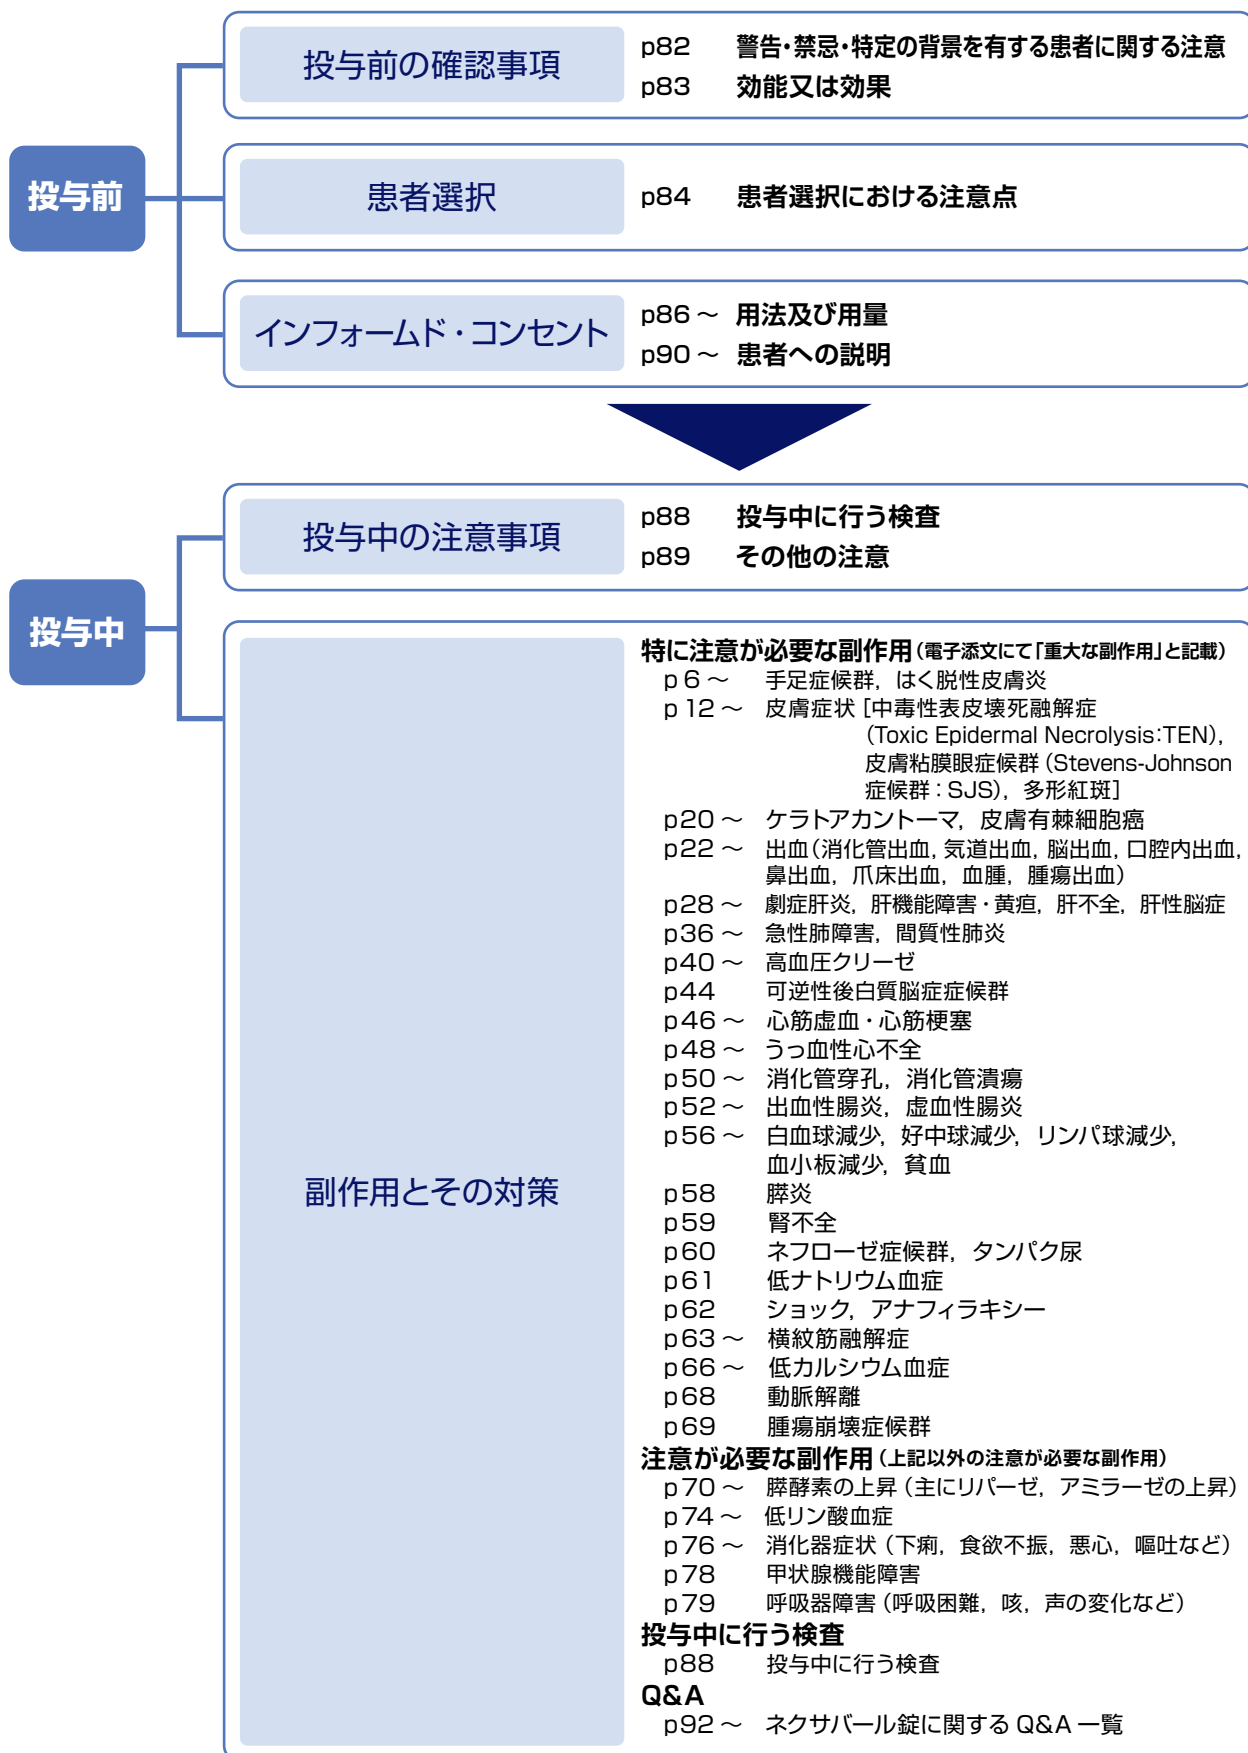 投与前
投与前の確認事項
p82 警告・禁忌・特定の背景を有する患者に関する注意
p83 効能又は効果
患者選択
p84 患者選択における注意点
インフォームド・コンセント
p86～ 用法及び用量
p90～ 患者への説明
投与中
投与中の注意事項
p88 投与中に行う検査
p89 その他の注意
副作用とその対策
特に注意が必要な副作用（電子添文にて「重大な副作用」と記載）
p6～ 手足症候群，はく脱性皮膚炎
p12～ 皮膚症状［中毒性表皮壊死融解症
（Toxic Epidermal Necrolysis：TEN），
皮膚粘膜眼症候群（Stevens-Johnson
症候群：SJS），多形紅斑］
p20～ ケラトアカントーマ，皮膚有棘細胞癌
p22～ 出血（消化管出血，気道出血，脳出血，口腔内出血，
鼻出血，爪床出血，血腫，腫瘍出血）
p28～ 劇症肝炎，肝機能障害・黄疸，肝不全，肝性脳症
p36～ 急性肺障害，間質性肺炎
p40～ 高血圧クリーゼ
p44 可逆性後白質脳症症候群
p46～ 心筋虚血・心筋梗塞
p48～ うっ血性心不全
p50～ 消化管穿孔，消化管潰瘍
p52～ 出血性腸炎，虚血性腸炎
p56～ 白血球減少，好中球減少，リンパ球減少，
血小板減少，貧血
p58 膵炎
p59 腎不全
p60 ネフローゼ症候群，タンパク尿
p61 低ナトリウム血症
p62 ショック，アナフィラキシー
p63～ 横紋筋融解症
p66～ 低カルシウム血症
p68 動脈解離
p69 腫瘍崩壊症候群
注意が必要な副作用（上記以外の注意が必要な副作用）
p70～ 膵酵素の上昇（主にリパーゼ，アミラーゼの上昇）
p74～ 低リン酸血症
p76～ 消化器症状（下痢，食欲不振，悪心，嘔吐など）
p78 甲状腺機能障害
p79 呼吸器障害（呼吸困難，咳，声の変化など）
投与中に行う検査
p88 投与中に行う検査
Q&A
p92～ ネクサバール錠に関するQ&A一覧